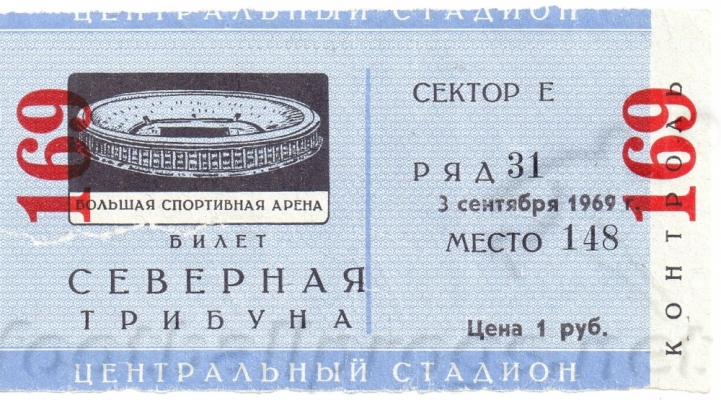 ЦЕНТРАЛЬНЫЙ СТАДИОН
169
БОЛЬШАЯ СПОРТИВНАЯ АРЕНА
БИЛЕТ
СЕВЕРНАЯ
ТРИБУНА
СЕКТОР Е
РЯД 31
3 сентября 1969 г.
МЕСТО 148
Цена 1 руб.
169
КОНТРОЛЬ
ЦЕНТРАЛЬНЫЙ СТАДИОН